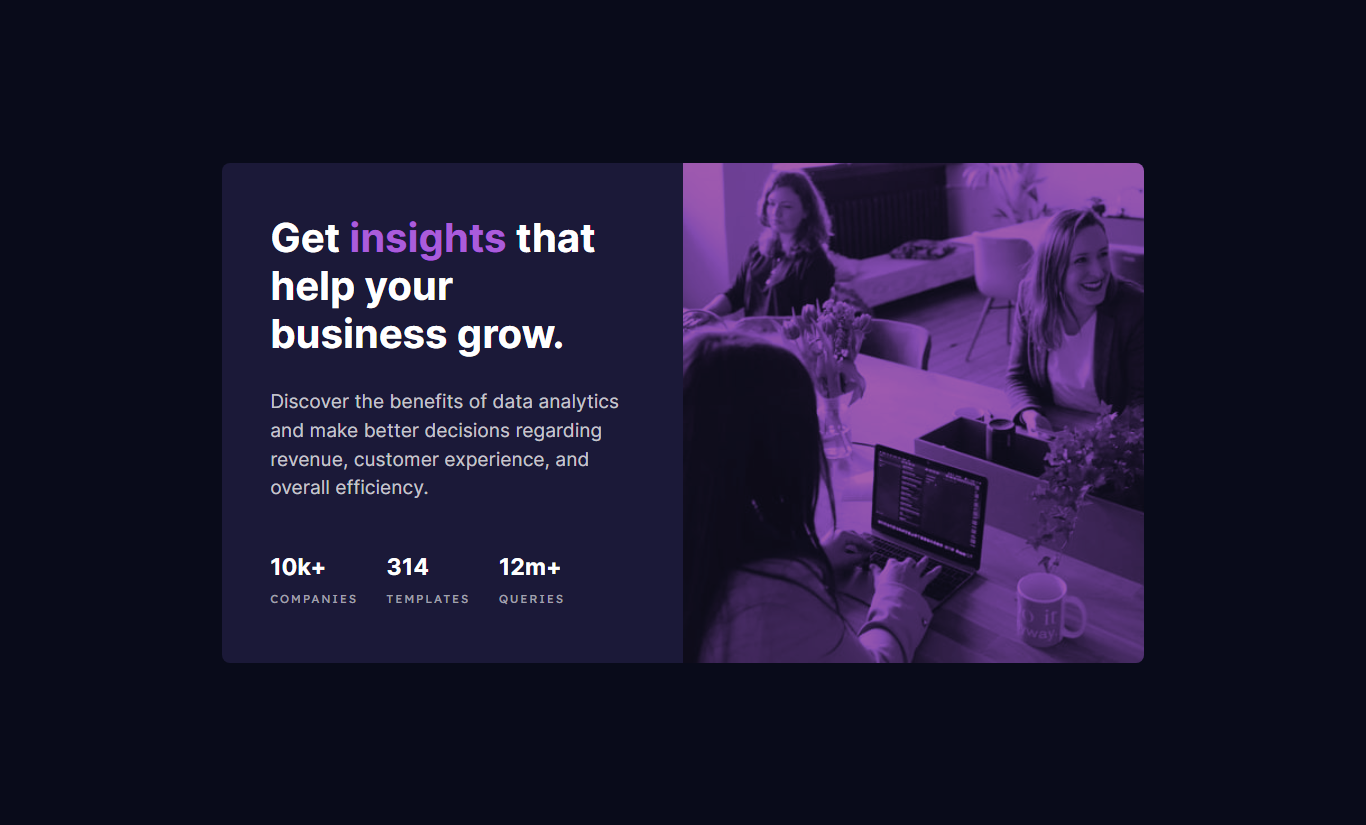 Get insights that
help your
business grow.
Discover the benefits of data analytics
and make better decisions regarding
revenue, customer experience, and
overall efficiency.
10k+ 314 12m+
COMPANIES TEMPLATES QUERIES